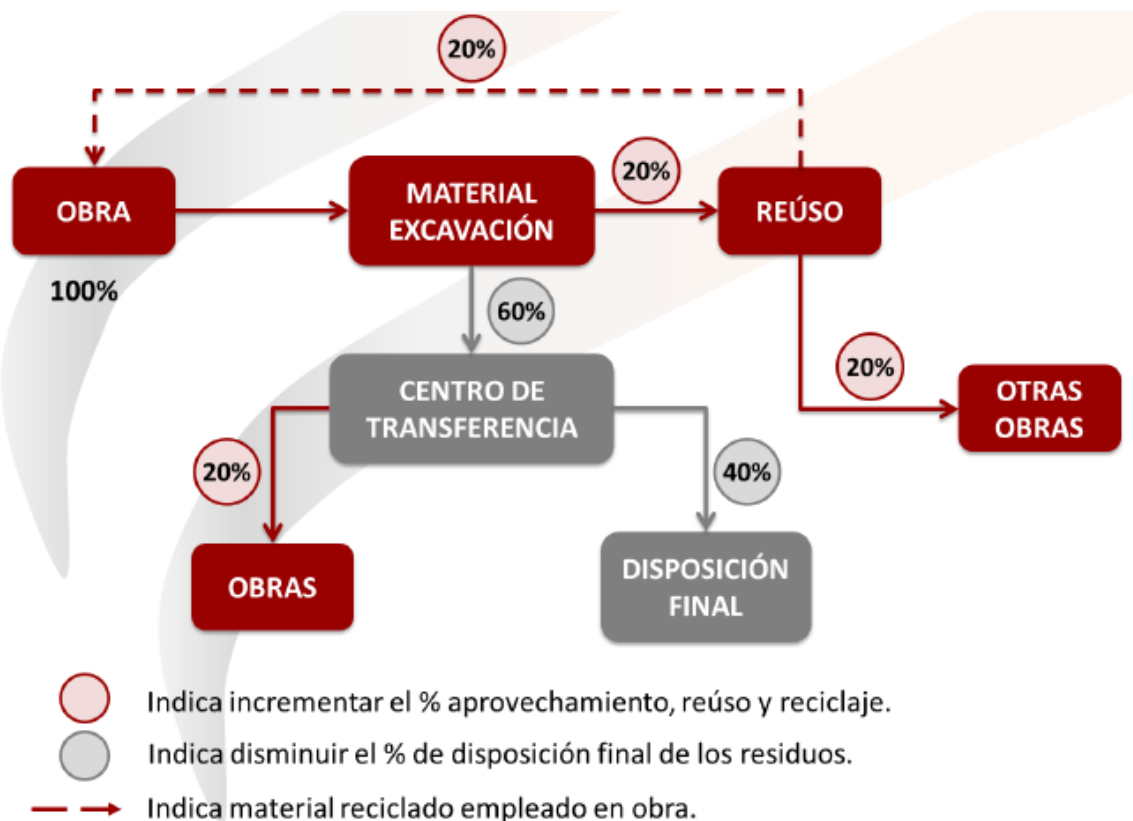 20%
OBRA
100%
MATERIAL
EXCAVACIÓN
20%
REÚSO
60%
20%
OTRAS
OBRAS
CENTRO DE
TRANSFERENCIA
20%
40%
OBRAS
DISPOSICIÓN
FINAL
Indica incrementar el % aprovechamiento, reúso y reciclaje.
Indica disminuir el % de disposición final de los residuos.
Indica material reciclado empleado en obra.